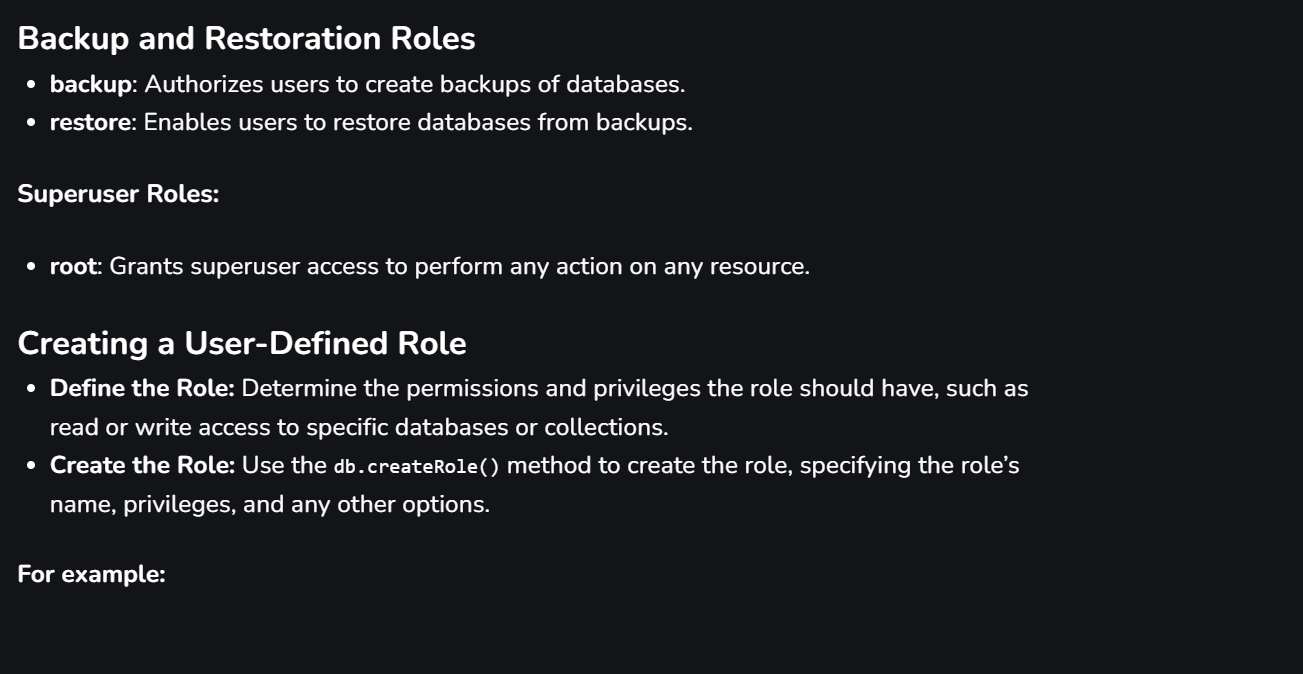 Backup and Restoration Roles
• backup: Authorizes users to create backups of databases.
• restore: Enables users to restore databases from backups.
Superuser Roles:
• root: Grants superuser access to perform any action on any resource.
Creating a User-Defined Role
• Define the Role: Determine the permissions and privileges the role should have, such as
read or write access to specific databases or collections.
• Create the Role: Use the db.createRole() method to create the role, specifying the role’s
name, privileges, and any other options.
For example: